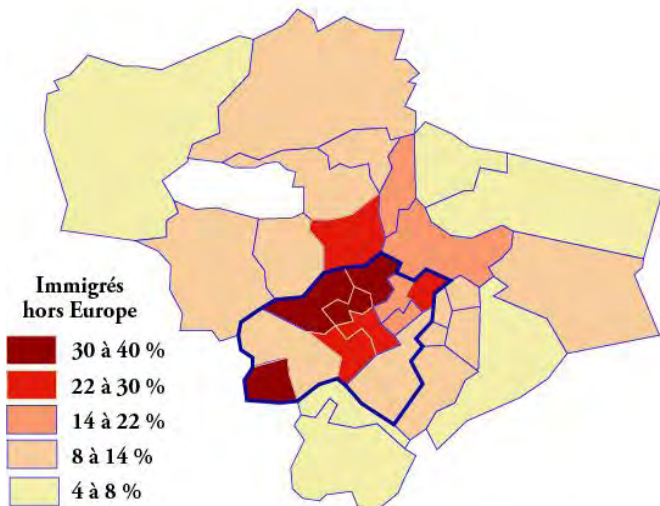 Immigrés
hors Europe
30 à 40 %
22 à 30 %
14 à 22 %
8 à 14 %
4 à 8 %